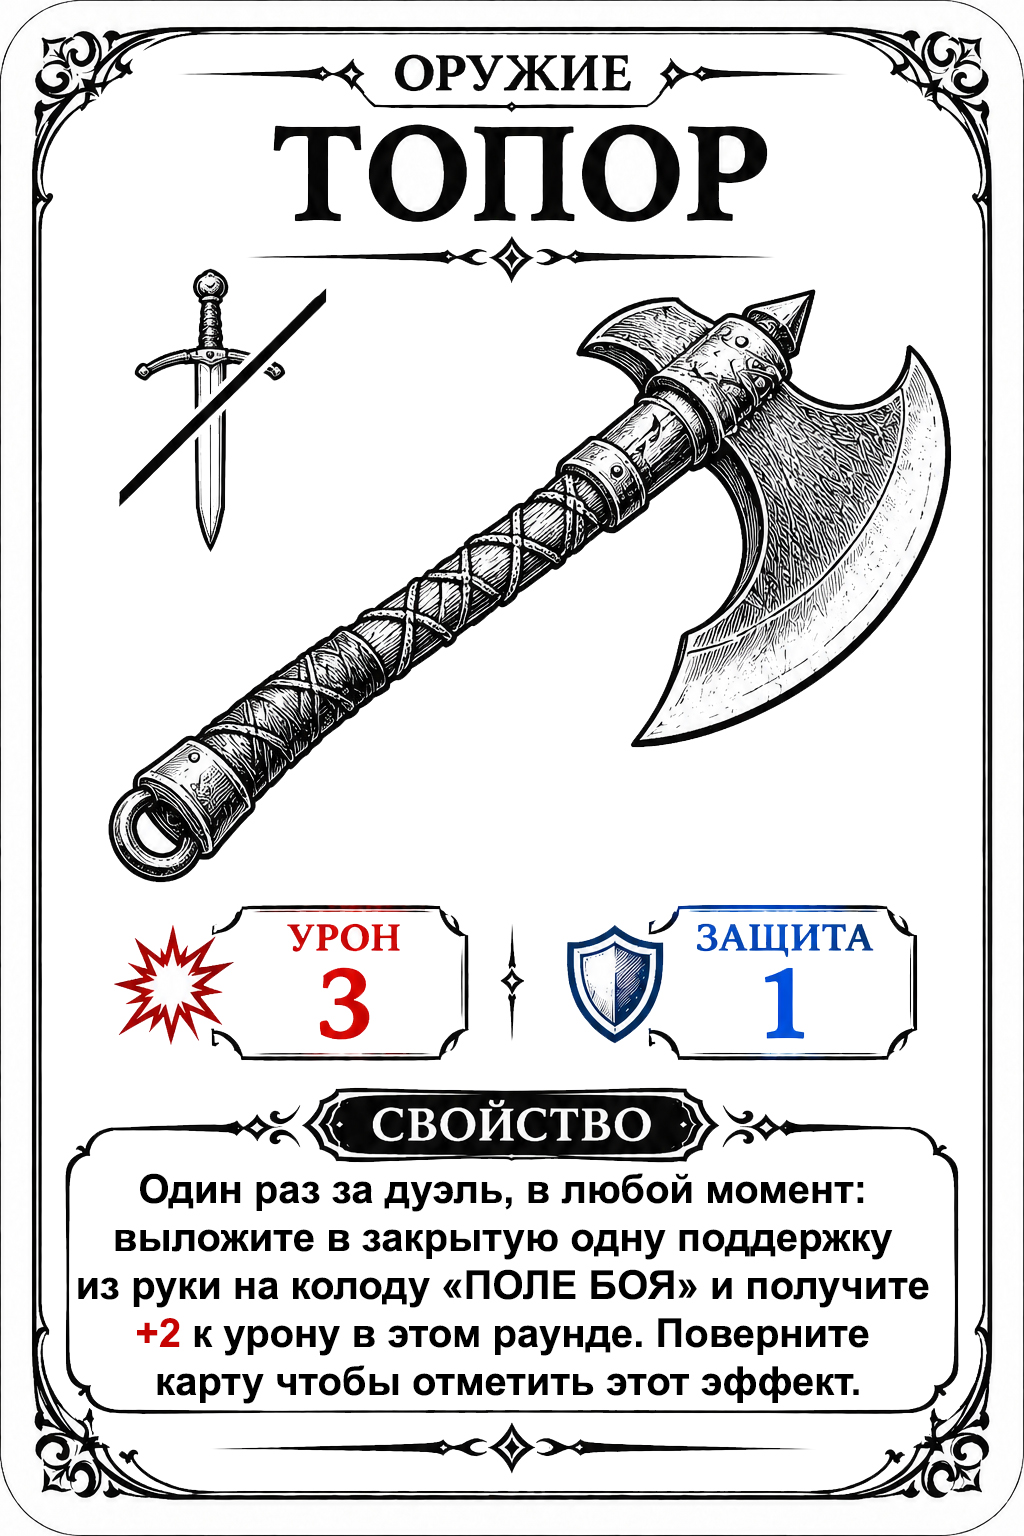 ОРУЖИЕ
ТОПОР
УРОН
3
ЗАЩИТА
1
СВОЙСТВО
Один раз за дуэль, в любой момент:
выложите в закрытую одну поддержку
из руки на колоду «ПОЛЕ БОЯ» и получите
+2 к урону в этом раунде. Поверните
карту чтобы отметить этот эффект.